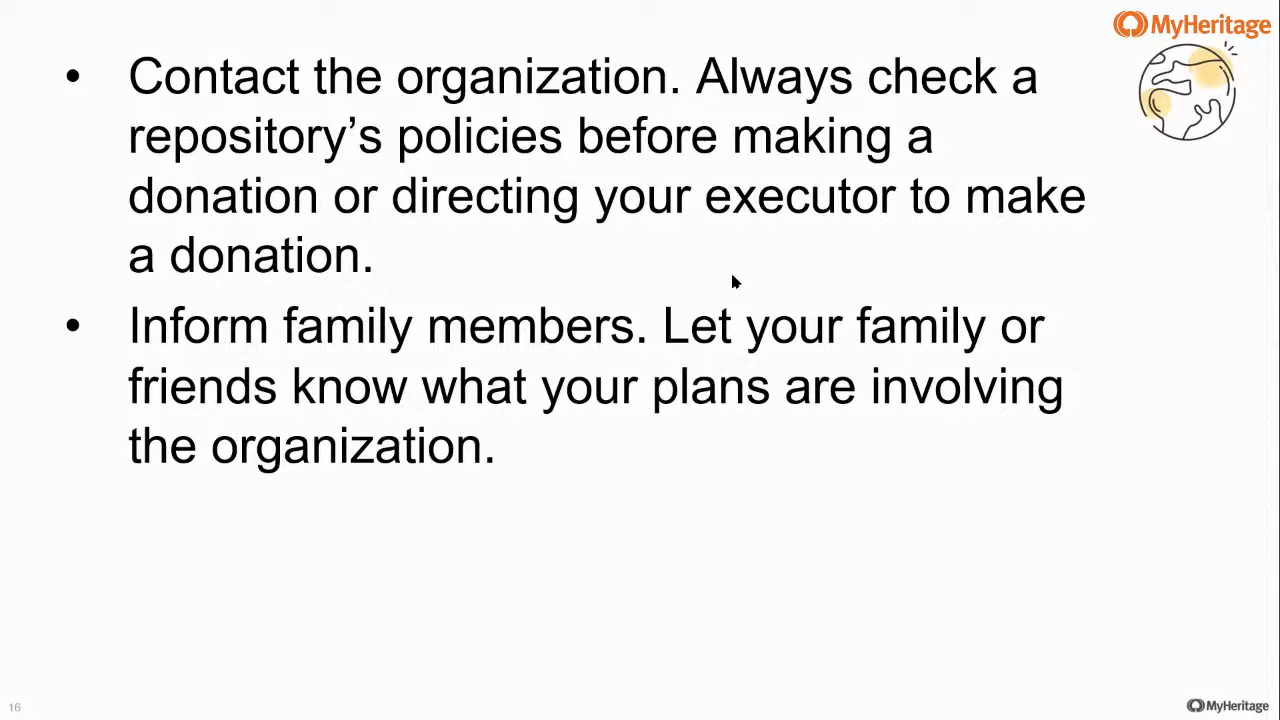 MyHeritage
• Contact the organization. Always check a
repository’s policies before making a
donation or directing your executor to make
a donation.
• Inform family members. Let your family or
friends know what your plans are involving
the organization.
16
MyHeritage